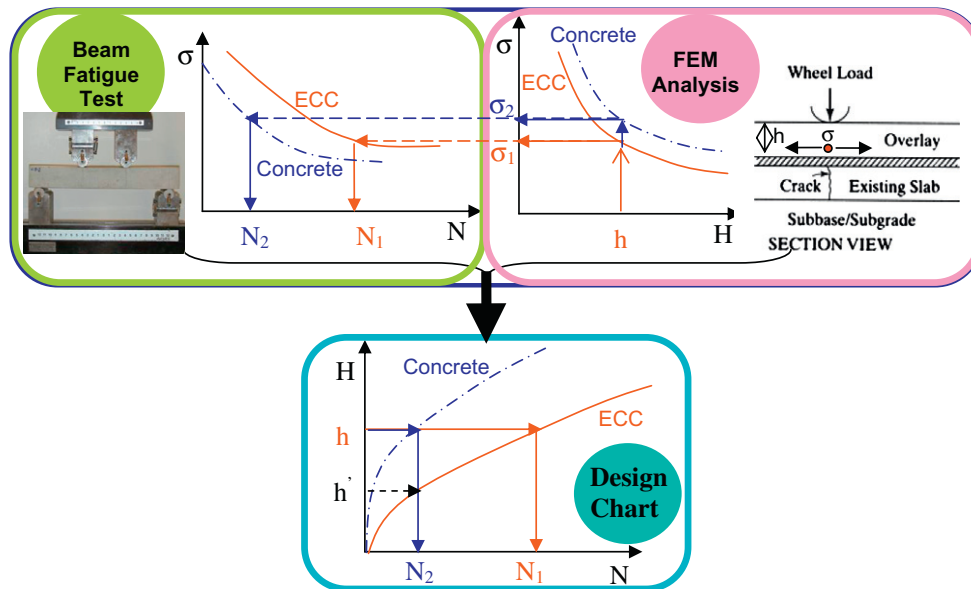 Beam
Fatigue
Test
σ
ECC
Concrete
N₂
N₁
N
σ
Concrete
ECC
σ₂
σ₁
h
H
FEM
Analysis
Wheel Load
h
σ
Overlay
Crack
Existing Slab
Subbase/Subgrade
SECTION VIEW
H
Concrete
ECC
h
h’
N₂
N₁
N
Design
Chart